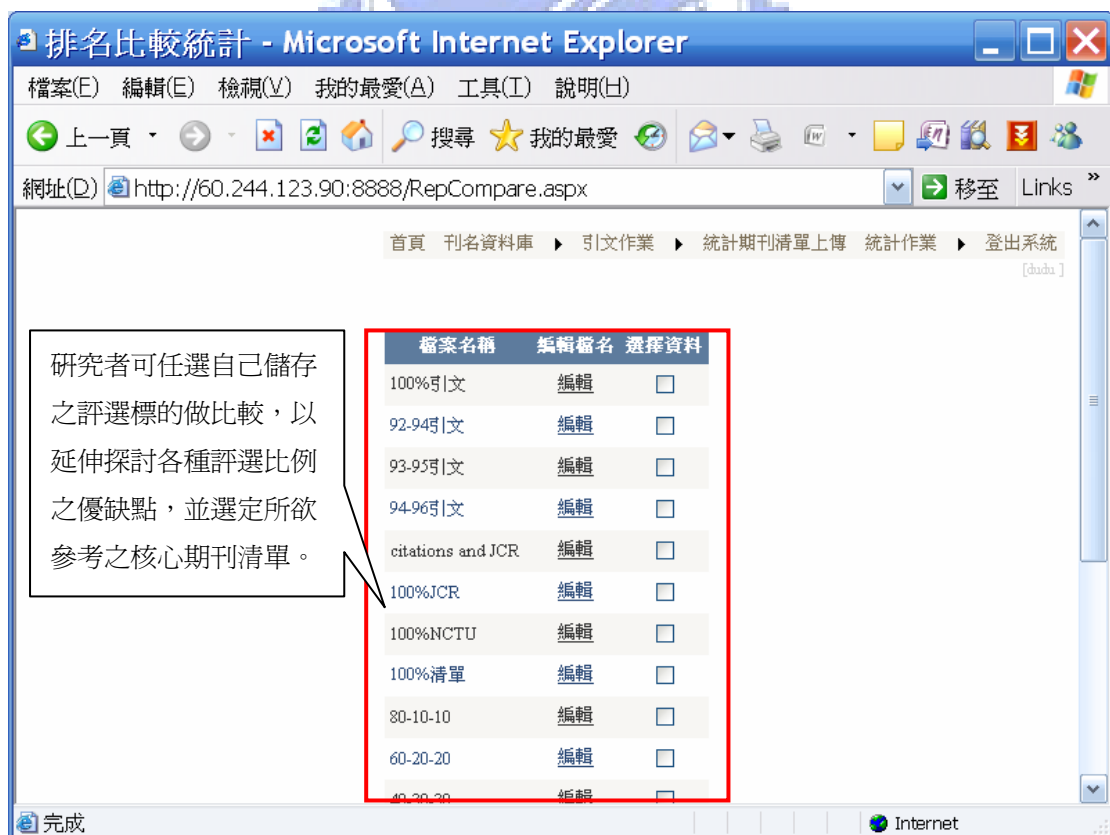 排名比較統計 - Microsoft Internet Explorer
檔案(F) 編輯(E) 檢視(V) 我的最愛(A) 工具(T) 說明(H)
上一頁 搜尋 我的最愛
網址(D) http://60.244.123.90:8888/RepCompare.aspx 移至 Links »
首頁 刊名資料庫 ▶ 引文作業 ▶ 統計期刊清單上傳 統計作業 ▶ 登出系統
[dudu ]
研究者可任選自己儲存
之評選標的做比較,以
延伸探討各種評選比例
之優缺點,並選定所欲
參考之核心期刊清單。
檔案名稱 編輯檔名 選擇資料
100%引文 編輯
92-94引文 編輯
93-95引文 編輯
94-96引文 編輯
citations and JCR 編輯
100%JCR 編輯
100%NCTU 編輯
100%清單 編輯
80-10-10 編輯
60-20-20 編輯
編輯
完成 Internet